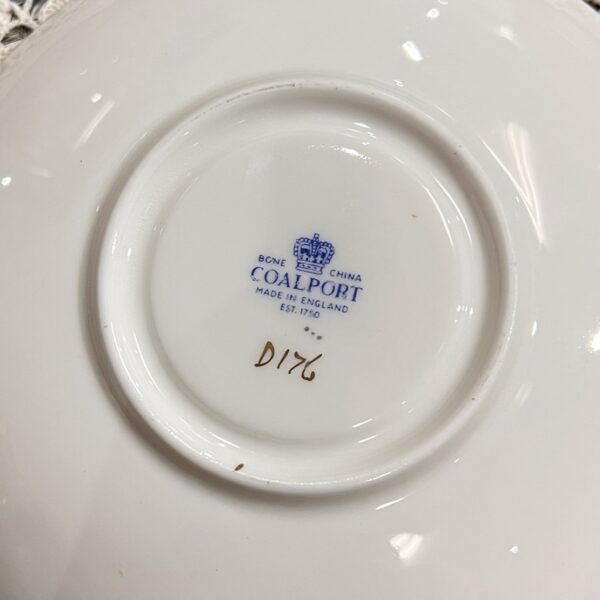 BONE CHINA
COALPORT
MADE IN ENGLAND
EST. 1750
D176